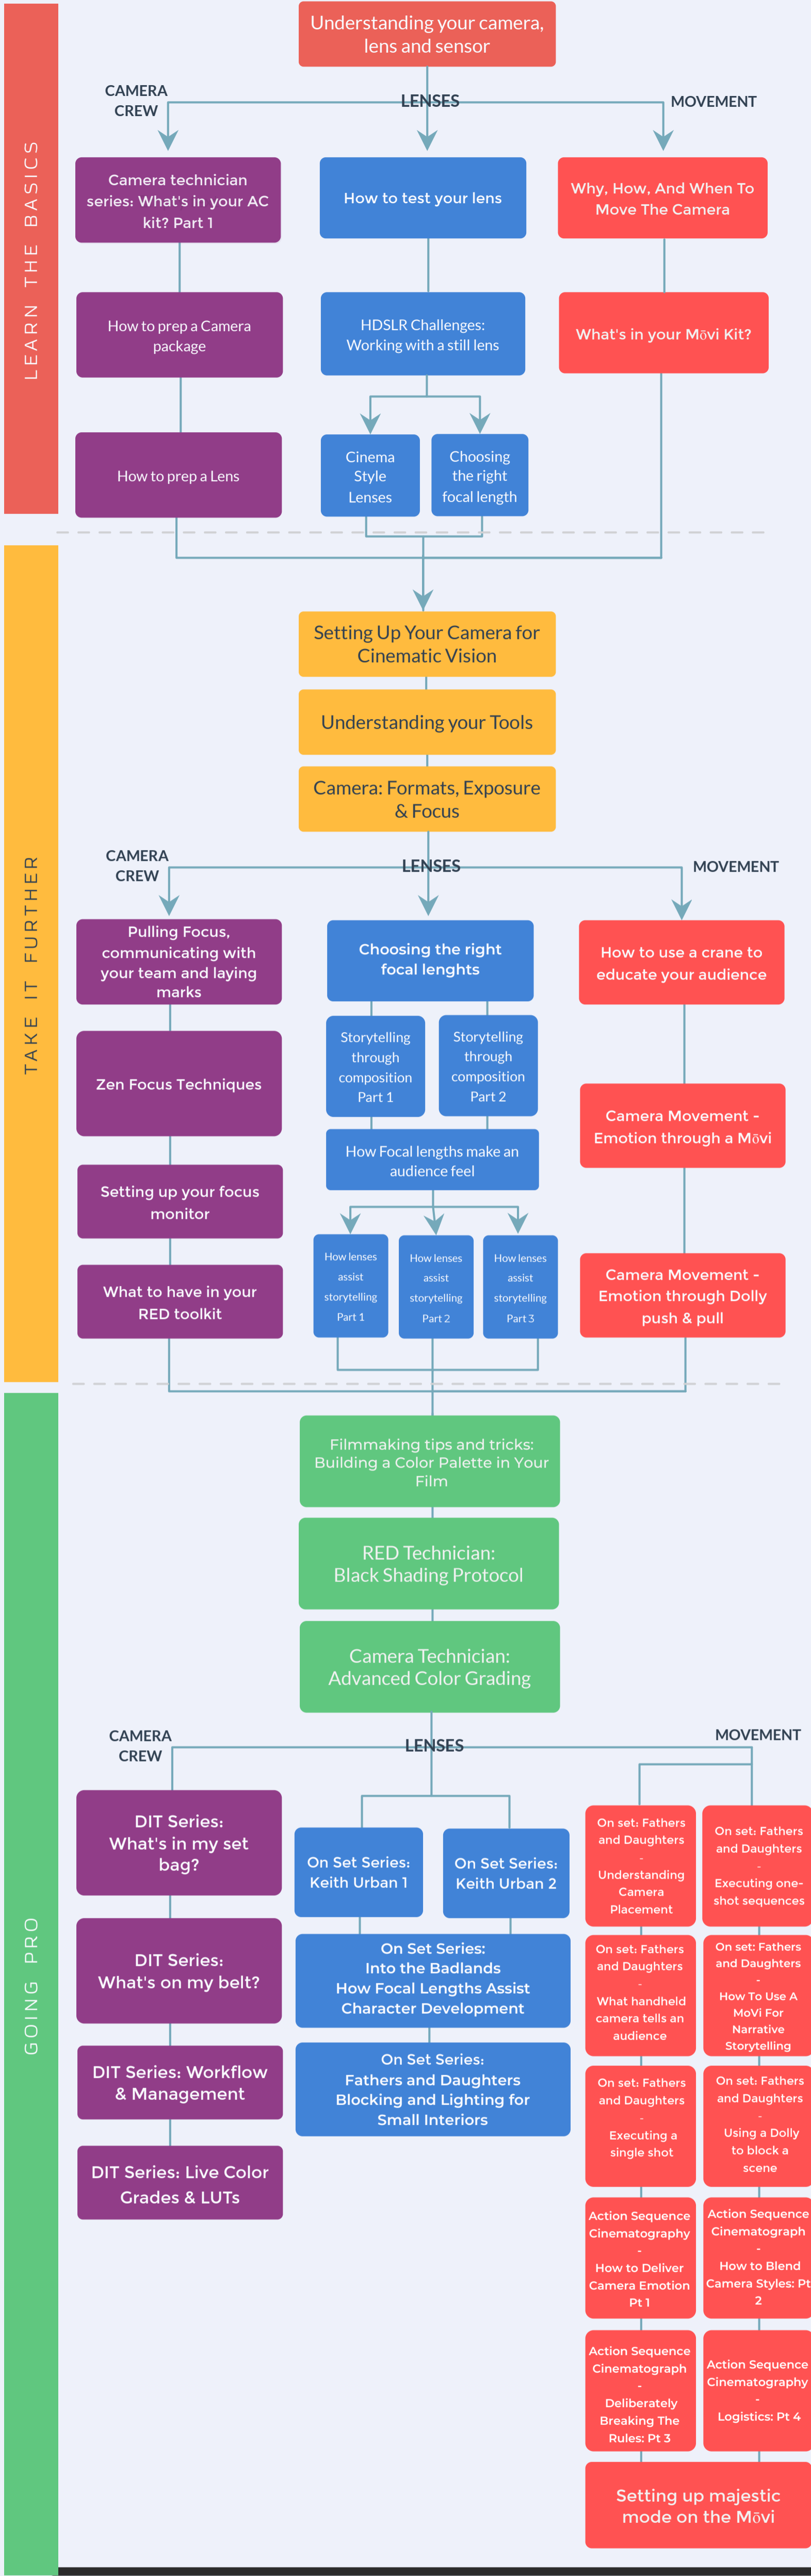 Understanding your camera,
lens and sensor
CAMERA
CREW
LENSES
MOVEMENT
LEARN THE BASICS
Camera technician
series: What's in your AC
kit? Part 1
How to test your lens
Why, How, And When To
Move The Camera
How to prep a Camera
package
HDSLR Challenges:
Working with a still lens
What's in your Mōvi Kit?
How to prep a Lens
Cinema
Style
Lenses
Choosing
the right
focal length
TAKE IT FURTHER
Setting Up Your Camera for
Cinematic Vision
Understanding your Tools
Camera: Formats, Exposure
& Focus
CAMERA
CREW
LENSES
MOVEMENT
Pulling Focus,
communicating with
your team and laying
marks
Choosing the right
focal lenghts
How to use a crane to
educate your audience
Zen Focus Techniques
Storytelling
through
composition
Part 1
Storytelling
through
composition
Part 2
Camera Movement -
Emotion through a Mōvi
Setting up your focus
monitor
How Focal lengths make an
audience feel
What to have in your
RED toolkit
How lenses
assist
storytelling
Part 1
How lenses
assist
storytelling
Part 2
How lenses
assist
storytelling
Part 3
Camera Movement -
Emotion through Dolly
push & pull
GOING PRO
Filmmaking tips and tricks:
Building a Color Palette in Your
Film
RED Technician:
Black Shading Protocol
Camera Technician:
Advanced Color Grading
CAMERA
CREW
LENSES
MOVEMENT
DIT Series:
What's in my set
bag?
On Set Series:
Keith Urban 1
On Set Series:
Keith Urban 2
On set: Fathers
and Daughters
-
Understanding
Camera
Placement
On set: Fathers
and Daughters
-
Executing one-
shot sequences
DIT Series:
What's on my belt?
On Set Series:
Into the Badlands
How Focal Lengths Assist
Character Development
On set: Fathers
and Daughters
-
What handheld
camera tells an
audience
On set: Fathers
and Daughters
-
How To Use A
MoVi For
Narrative
Storytelling
DIT Series: Workflow
& Management
On Set Series:
Fathers and Daughters
Blocking and Lighting for
Small Interiors
On set: Fathers
and Daughters
-
Executing a
single shot
On set: Fathers
and Daughters
-
Using a Dolly
to block a
scene
DIT Series: Live Color
Grades & LUTs
Action Sequence
Cinematography
-
How to Deliver
Camera Emotion
Pt 1
Action Sequence
Cinematograph
-
How to Blend
Camera Styles: Pt
2
Action Sequence
Cinematograph
-
Deliberately
Breaking The
Rules: Pt 3
Action Sequence
Cinematography
-
Logistics: Pt 4
Setting up majestic
mode on the Mōvi